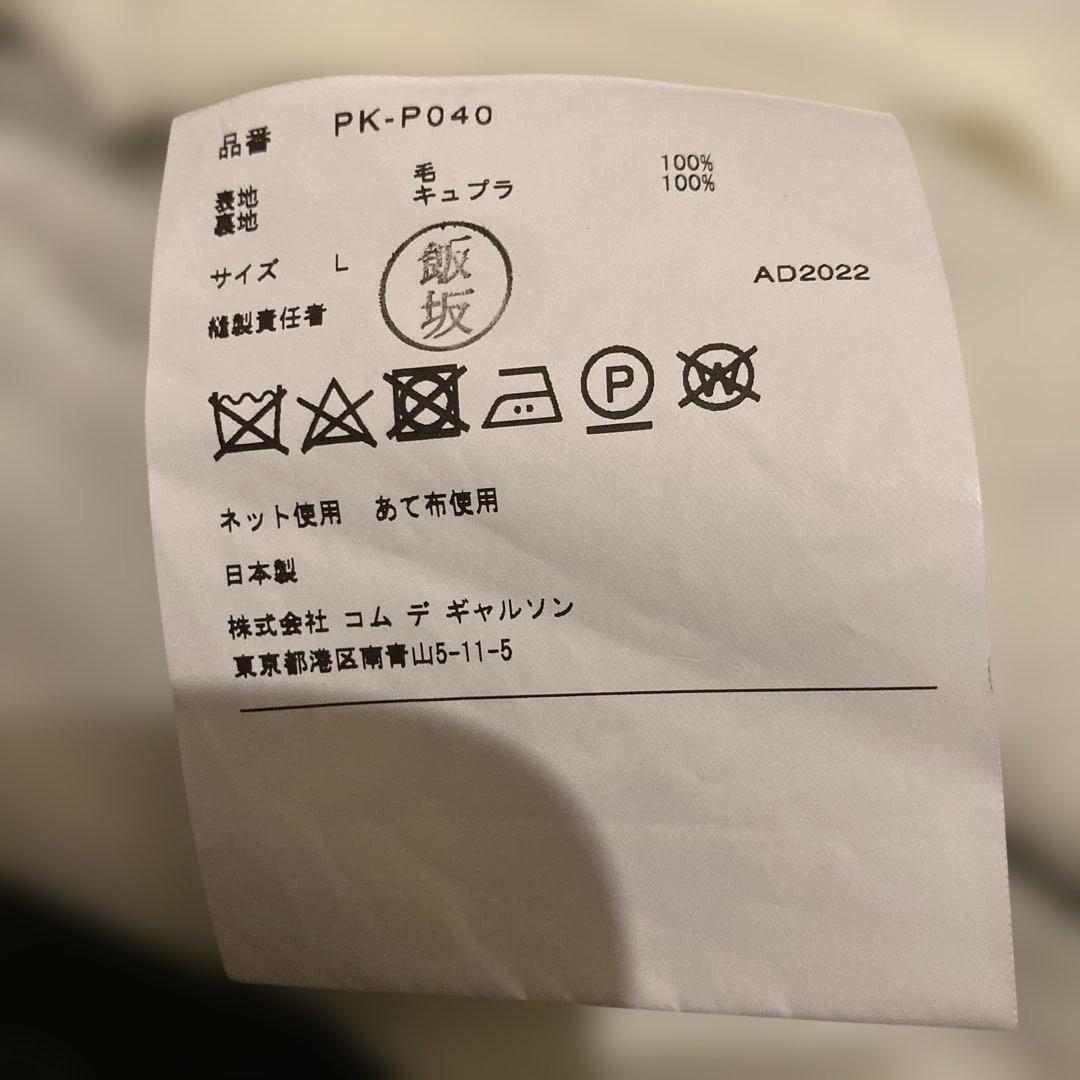 品番 PK-P040
表地 毛 100%
裏地 キュプラ 100%
サイズ L 飯坂 AD2022
縫製責任者
P W
ネット使用 あて布使用
日本製
株式会社 コム デ ギャルソン
東京都港区南青山5-11-5